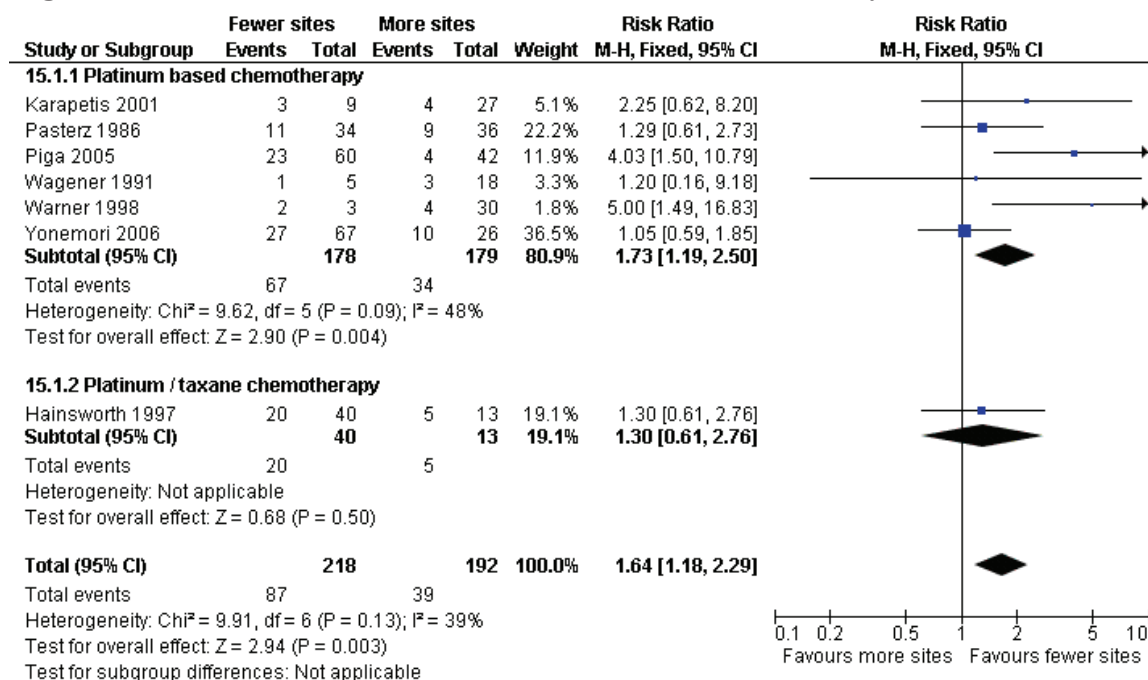 Fewer sites More sites Risk Ratio Risk Ratio
Study or Subgroup Events Total Events Total Weight M-H, Fixed, 95% CI M-H, Fixed, 95% CI
15.1.1 Platinum based chemotherapy
Karapetis 2001 3 9 4 27 5.1% 2.25 [0.62, 8.20]
Pasterz 1986 11 34 9 36 22.2% 1.29 [0.61, 2.73]
Piga 2005 23 60 4 42 11.9% 4.03 [1.50, 10.79]
Wagener 1991 1 5 3 18 3.3% 1.20 [0.16, 9.18]
Warner 1998 2 3 4 30 1.8% 5.00 [1.49, 16.83]
Yonemori 2006 27 67 10 26 36.5% 1.05 [0.59, 1.85]
Subtotal (95% CI) 178 179 80.9% 1.73 [1.19, 2.50]
Total events 67 34
Heterogeneity: Chi² = 9.62, df = 5 (P = 0.09); I² = 48%
Test for overall effect: Z = 2.90 (P = 0.004)
15.1.2 Platinum / taxane chemotherapy
Hainsworth 1997 20 40 5 13 19.1% 1.30 [0.61, 2.76]
Subtotal (95% CI) 40 13 19.1% 1.30 [0.61, 2.76]
Total events 20 5
Heterogeneity: Not applicable
Test for overall effect: Z = 0.68 (P = 0.50)
Total (95% CI) 218 192 100.0% 1.64 [1.18, 2.29]
Total events 87 39
Heterogeneity: Chi² = 9.91, df = 6 (P = 0.13); I² = 39%
Test for overall effect: Z = 2.94 (P = 0.003)
Test for subgroup differences: Not applicable
0.1 0.2 0.5 1 2 5 10
Favours more sites Favours fewer sites